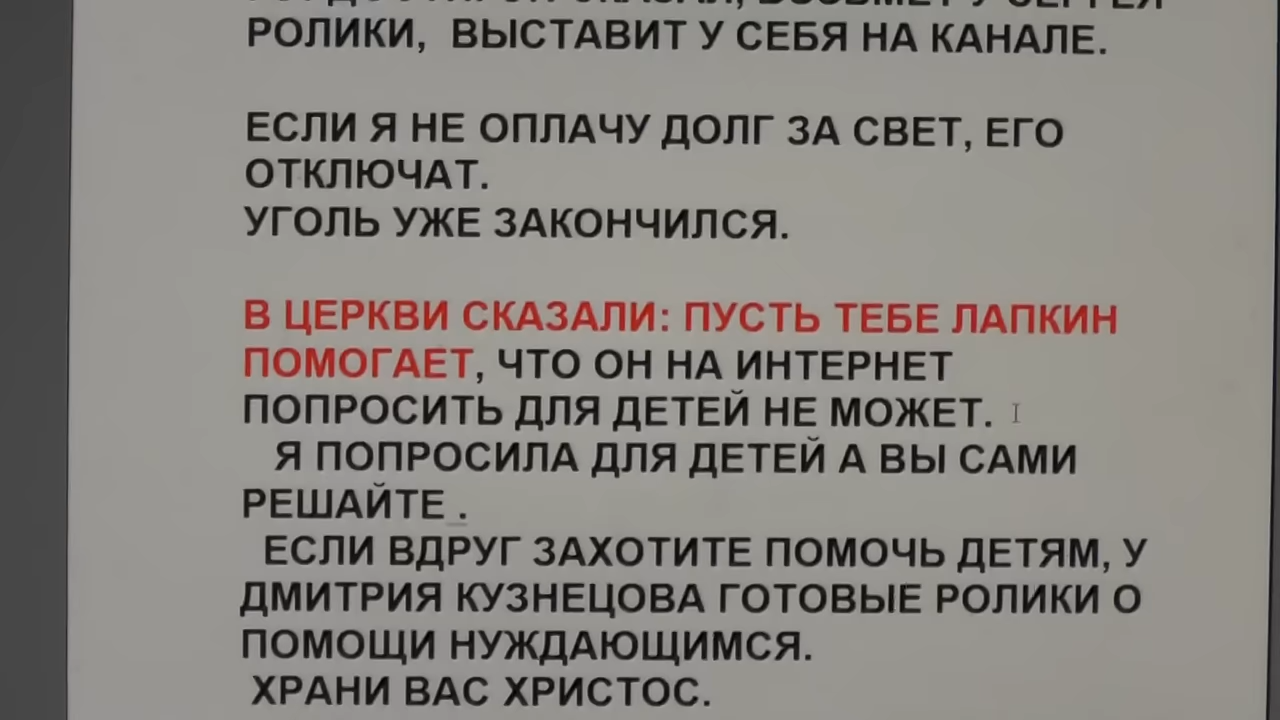 РОЛИКИ, ВЫСТАВИТ У СЕБЯ НА КАНАЛЕ.
ЕСЛИ Я НЕ ОПЛАЧУ ДОЛГ ЗА СВЕТ, ЕГО
ОТКЛЮЧАТ.
УГОЛЬ УЖЕ ЗАКОНЧИЛСЯ.
В ЦЕРКВИ СКАЗАЛИ: ПУСТЬ ТЕБЕ ЛАПКИН
ПОМОГАЕТ, ЧТО ОН НА ИНТЕРНЕТ
ПОПРОСИТЬ ДЛЯ ДЕТЕЙ НЕ МОЖЕТ.
Я ПОПРОСИЛА ДЛЯ ДЕТЕЙ А ВЫ САМИ
РЕШАЙТЕ .
ЕСЛИ ВДРУГ ЗАХОТИТЕ ПОМОЧЬ ДЕТЯМ, У
ДМИТРИЯ КУЗНЕЦОВА ГОТОВЫЕ РОЛИКИ О
ПОМОЩИ НУЖДАЮЩИМСЯ.
ХРАНИ ВАС ХРИСТОС.